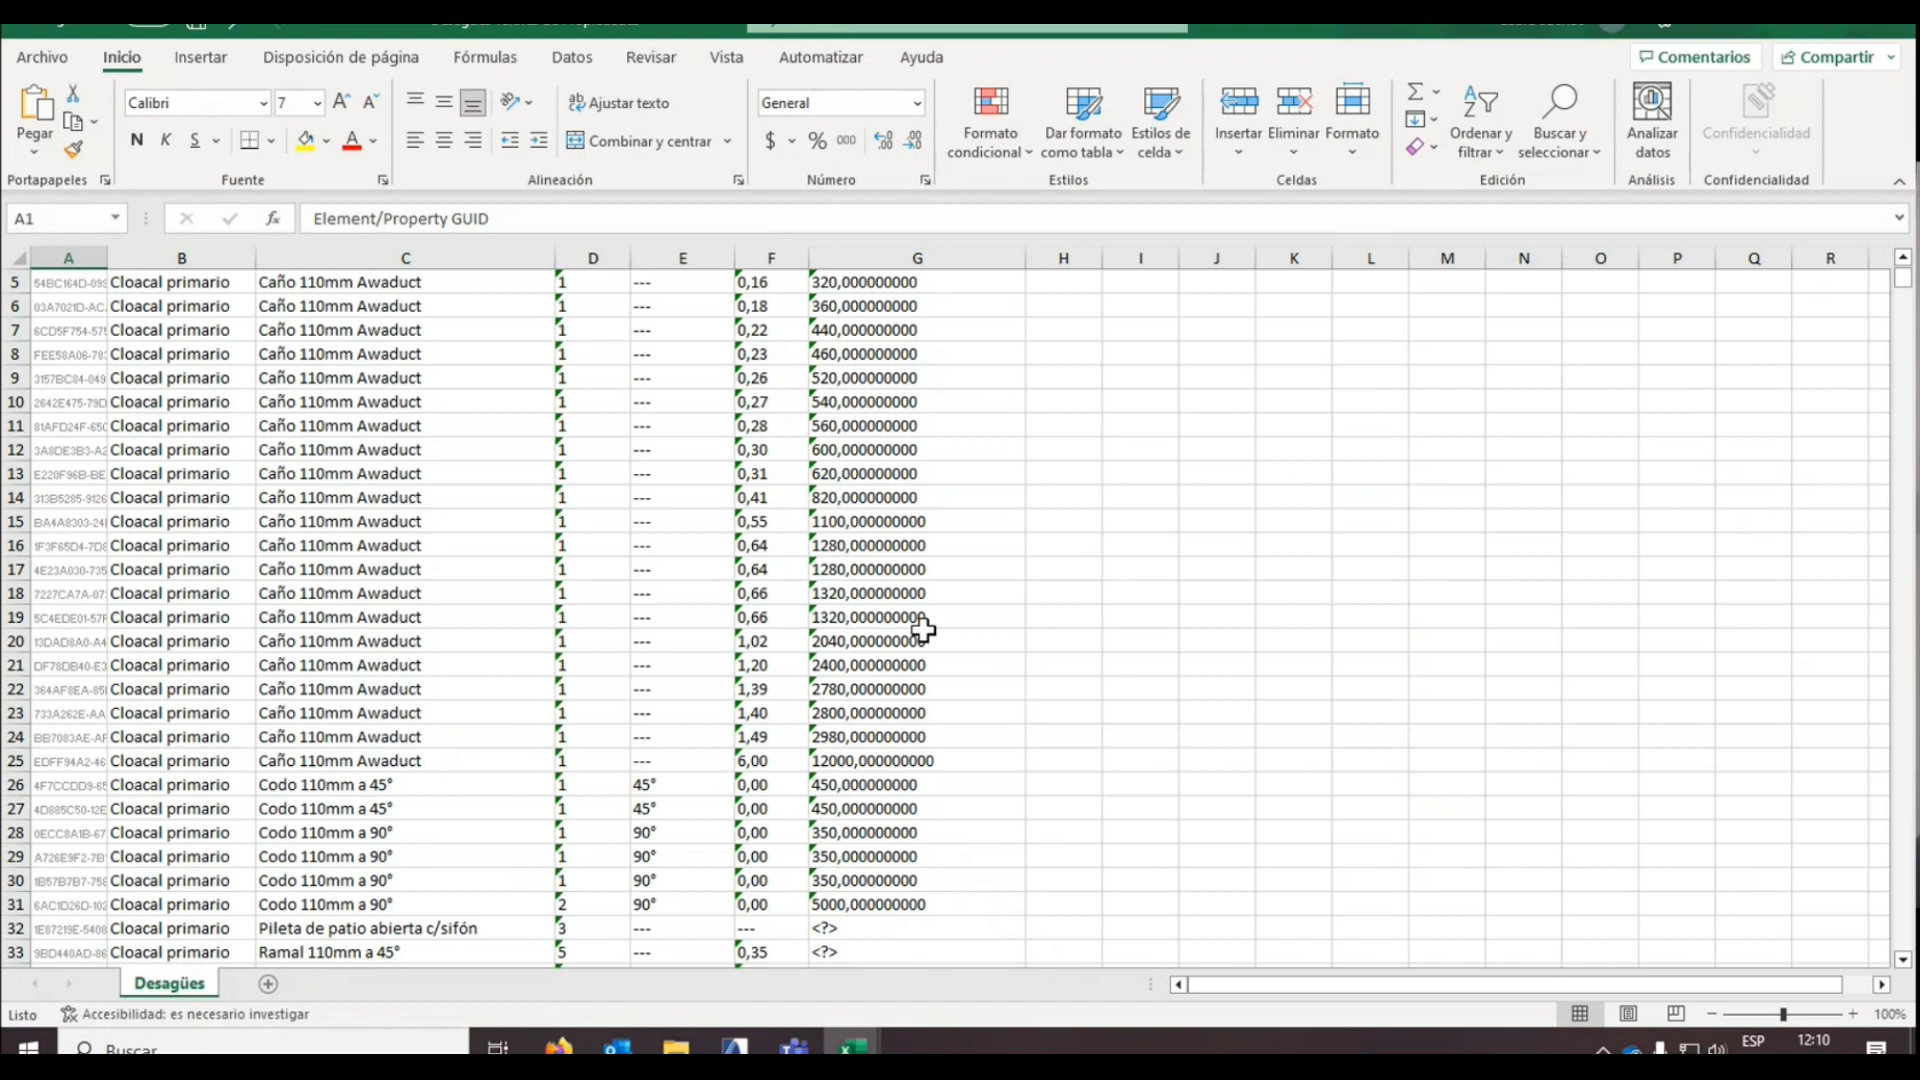 Archivo Inicio Insertar Disposición de página Fórmulas Datos Revisar Vista Automatizar Ayuda Comentarios Compartir
Pegar Calibri 7 Ajustar texto General
N K S Combinar y centrar $ % 000
Formato condicional Dar formato como tabla Estilos de celda Insertar Eliminar Formato Ordenar y filtrar Buscar y seleccionar Analizar datos Confidencialidad
Portapapeles Fuente Alineación Número Estilos Celdas Edición Análisis Confidencialidad
A1 fx Element/Property GUID
A B C D E F G H I J K L M N O P Q R
5 54BC164D-099 Cloacal primario Caño 110mm Awaduct 1 --- 0,16 320,000000000
6 03A7021D-AC Cloacal primario Caño 110mm Awaduct 1 --- 0,18 360,000000000
7 6CD5F754-575 Cloacal primario Caño 110mm Awaduct 1 --- 0,22 440,000000000
8 FEE58A06-783 Cloacal primario Caño 110mm Awaduct 1 --- 0,23 460,000000000
9 3157BC84-049 Cloacal primario Caño 110mm Awaduct 1 --- 0,26 520,000000000
10 2642E475-79D Cloacal primario Caño 110mm Awaduct 1 --- 0,27 540,000000000
11 81AFD24F-650 Cloacal primario Caño 110mm Awaduct 1 --- 0,28 560,000000000
12 3A8DE3B3-A2 Cloacal primario Caño 110mm Awaduct 1 --- 0,30 600,000000000
13 E220F96B-BE Cloacal primario Caño 110mm Awaduct 1 --- 0,31 620,000000000
14 313B5285-9126 Cloacal primario Caño 110mm Awaduct 1 --- 0,41 820,000000000
15 BA4A8303-24 Cloacal primario Caño 110mm Awaduct 1 --- 0,55 1100,000000000
16 1F3F65D4-7D8 Cloacal primario Caño 110mm Awaduct 1 --- 0,64 1280,000000000
17 4E23A030-735 Cloacal primario Caño 110mm Awaduct 1 --- 0,64 1280,000000000
18 7227CA7A-07 Cloacal primario Caño 110mm Awaduct 1 --- 0,66 1320,000000000
19 5C4EDE01-57F Cloacal primario Caño 110mm Awaduct 1 --- 0,66 1320,000000000
20 13DAD8A0-A4 Cloacal primario Caño 110mm Awaduct 1 --- 1,02 2040,000000000
21 DF78DB40-E3 Cloacal primario Caño 110mm Awaduct 1 --- 1,20 2400,000000000
22 364AF8EA-85 Cloacal primario Caño 110mm Awaduct 1 --- 1,39 2780,000000000
23 733A262E-AA Cloacal primario Caño 110mm Awaduct 1 --- 1,40 2800,000000000
24 BB7083AE-AF Cloacal primario Caño 110mm Awaduct 1 --- 1,49 2980,000000000
25 EDFF94A2-46 Cloacal primario Caño 110mm Awaduct 1 --- 6,00 12000,000000000
26 4F7CCDD9-65 Cloacal primario Codo 110mm a 45° 1 45° 0,00 450,000000000
27 4D885C50-12E Cloacal primario Codo 110mm a 45° 1 45° 0,00 450,000000000
28 0ECC8A1B-67 Cloacal primario Codo 110mm a 90° 1 90° 0,00 350,000000000
29 A726E9F2-7B Cloacal primario Codo 110mm a 90° 1 90° 0,00 350,000000000
30 1B57B7B7-758 Cloacal primario Codo 110mm a 90° 1 90° 0,00 350,000000000
31 6AC1D26D-102 Cloacal primario Codo 110mm a 90° 2 90° 0,00 5000,000000000
32 1E87219E-5408 Cloacal primario Pileta de patio abierta c/sifón 3 --- --- <?>
33 9BD440AD-86 Cloacal primario Ramal 110mm a 45° 5 --- 0,35 <?>
Desagües
Listo Accesibilidad: es necesario investigar 100%
Buscar ESP 12:10